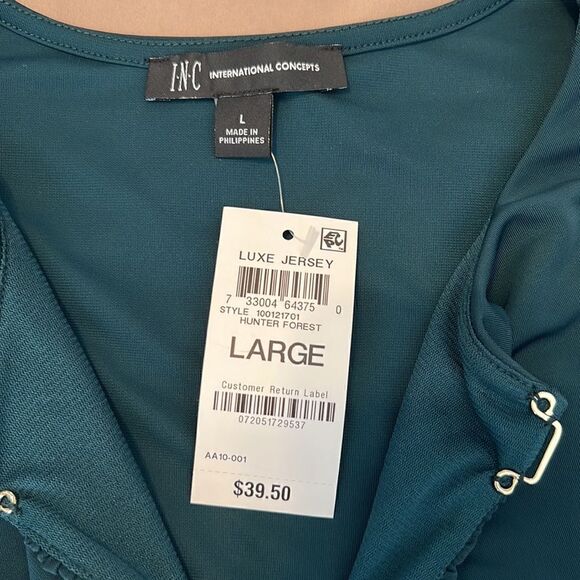 I·N·C INTERNATIONAL CONCEPTS
L
MADE IN
PHILIPPINES
LUXE JERSEY
7 33004 64375 0
STYLE 100121701
HUNTER FOREST
LARGE
Customer Return Label
072051729537
AA10-001
$39.50